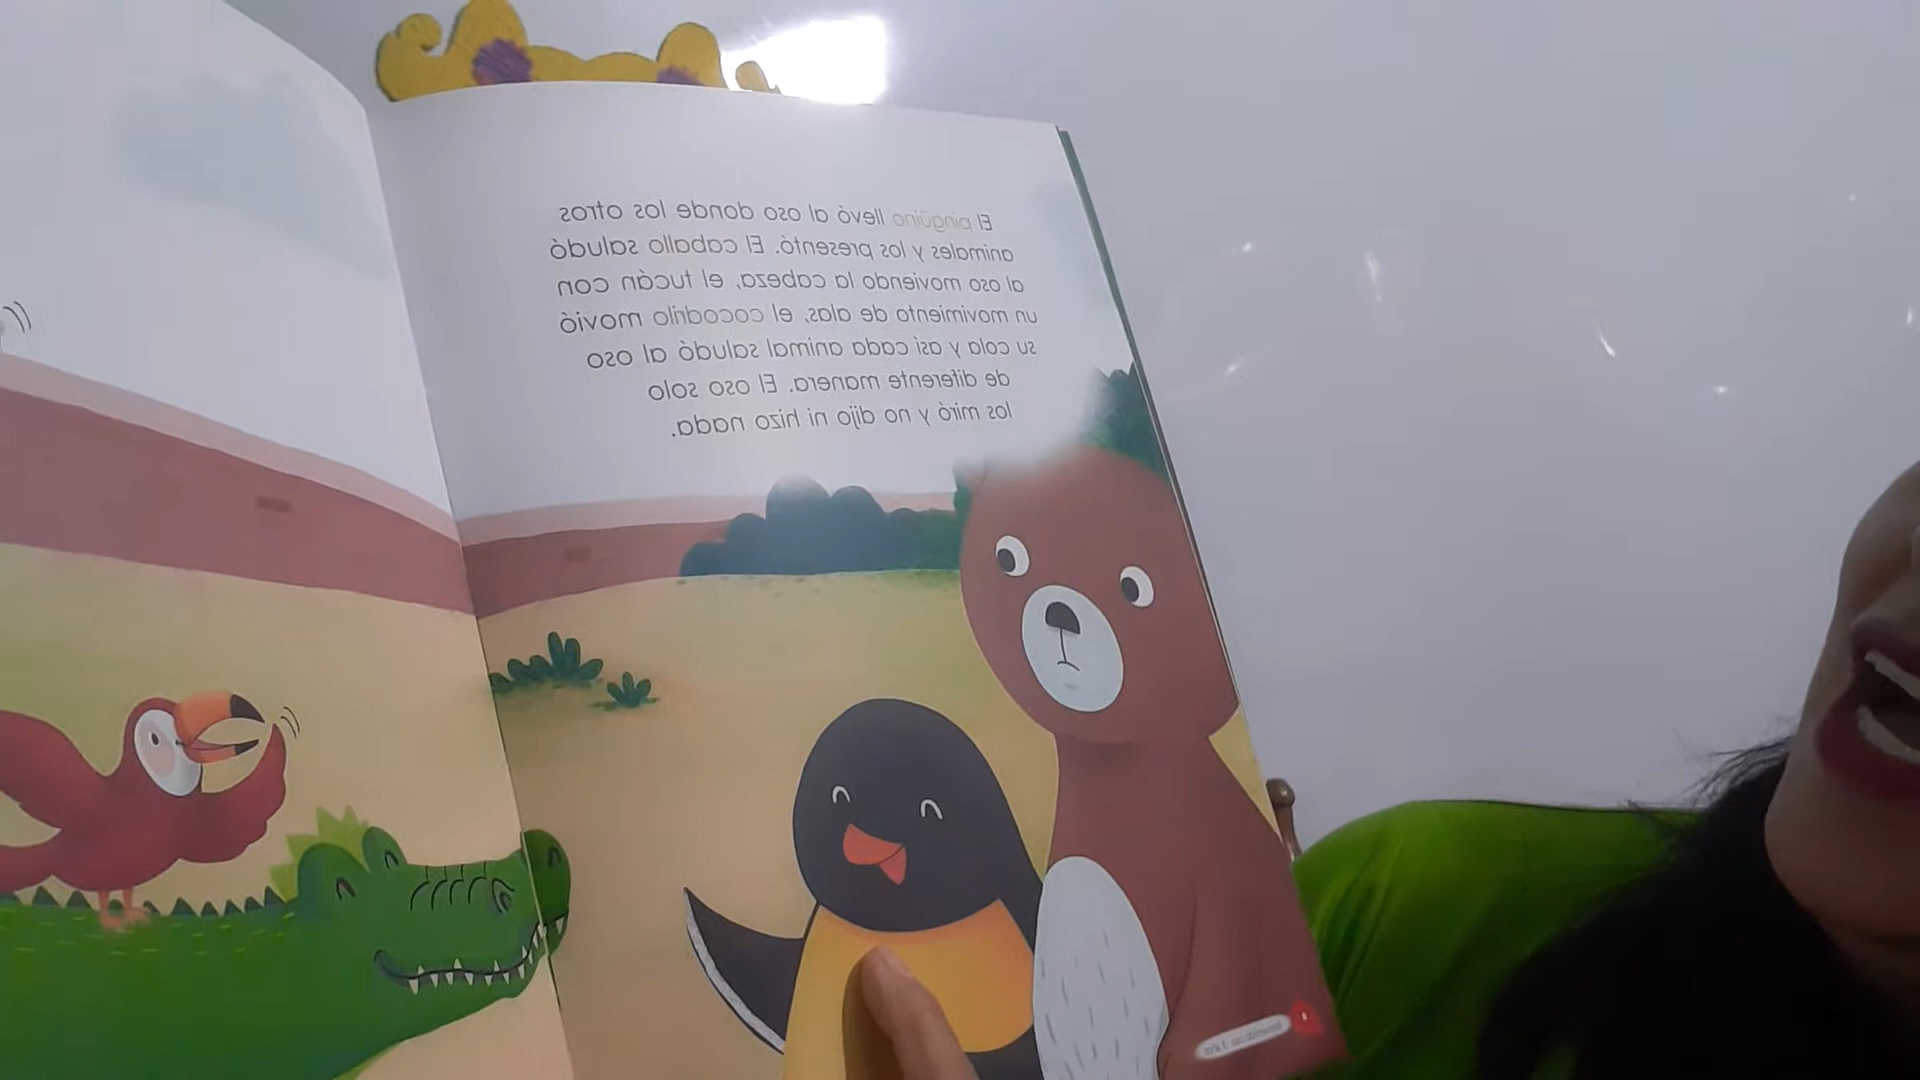 El pingüino llevó al oso donde los otros
animales y los presentó. El caballo saludó
al oso moviendo la cabeza, el tucán con
un movimiento de alas, el cocodrilo movió
su cola y así cada animal saludó al oso
de diferente manera. El oso solo
los miró y no dijo ni hizo nada.